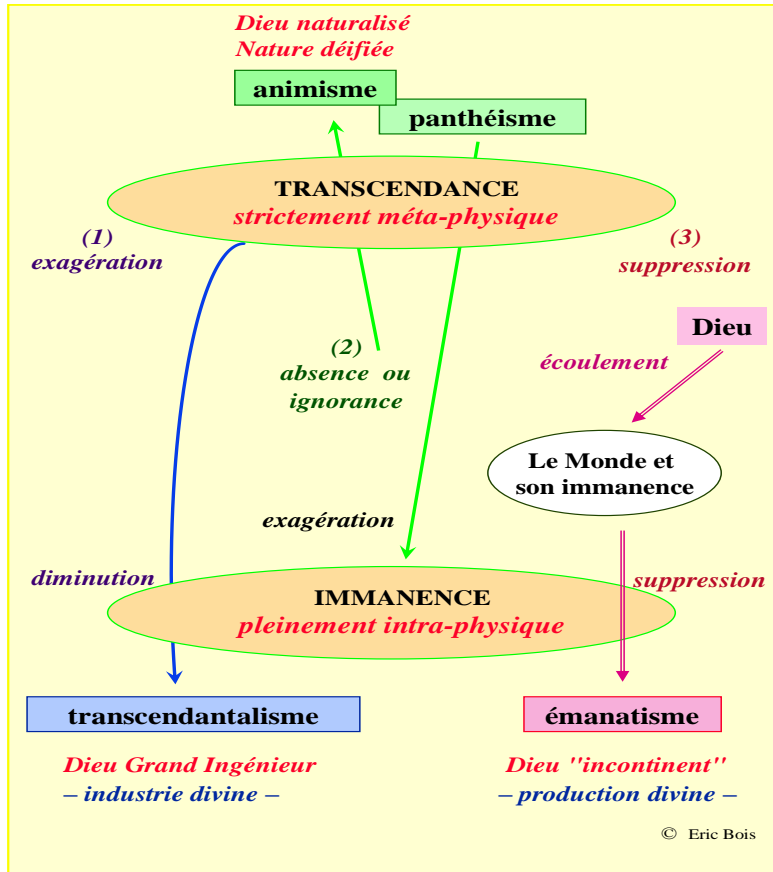 Dieu naturalisé
Nature déifiée
animisme
panthéisme
TRANSCENDANCE
strictement méta-physique
(1)
exagération
(3)
suppression
Dieu
(2)
absence ou
ignorance
écoulement
Le Monde et
son immanence
exagération
diminution
suppression
IMMANENCE
pleinement intra-physique
transcendantalisme
émanatisme
Dieu Grand Ingénieur
– industrie divine –
Dieu "incontinent"
– production divine –
© Eric Bois